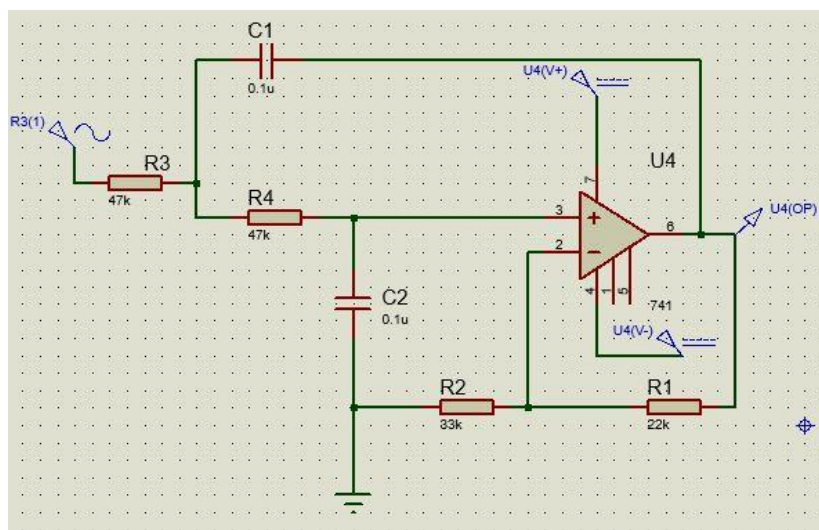 C1
0.1u
U4(V+)
R3(1)
R3
47k
U4
7
R4
47k
3
2
6
U4(OP)
4
1
5
741
C2
0.1u
U4(V-)
R2
33k
R1
22k